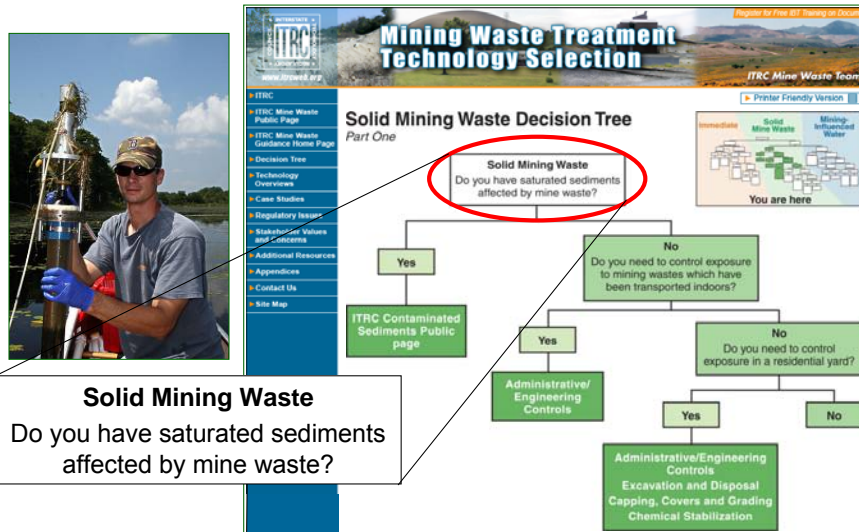 INTERSTATE
ITRC
www.itrcweb.org
Mining Waste Treatment
Technology Selection
ITRC Mine Waste Team
Printer Friendly Version
ITRC
ITRC Mine Waste
Public Page
ITRC Mine Waste
Guidance Home Page
Decision Tree
Technology
Overviews
Case Studies
Regulatory Issues
Stakeholder Values
and Concerns
Additional Resources
Appendices
Contact Us
Site Map
Solid Mining Waste Decision Tree
Part One
Immediate
Solid
Mine Waste
Mining-
Influenced
Water
You are here
Solid Mining Waste
Do you have saturated sediments
affected by mine waste?
Yes
ITRC Contaminated
Sediments Public
page
No
Do you need to control exposure
to mining wastes which have
been transported indoors?
Yes
Administrative/
Engineering
Controls
No
Do you need to control
exposure in a residential yard?
Yes
No
Administrative/Engineering
Controls
Excavation and Disposal
Capping, Covers and Grading
Chemical Stabilization
Solid Mining Waste
Do you have saturated sediments
affected by mine waste?